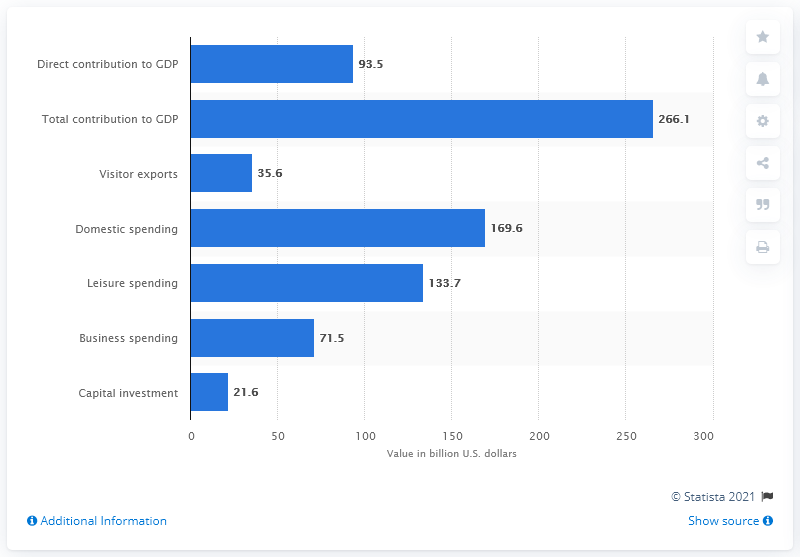 Direct contribution to GDP 93.5
Total contribution to GDP 266.1
Visitor exports 35.6
Domestic spending 169.6
Leisure spending 133.7
Business spending 71.5
Capital investment 21.6
0 50 100 150 200 250 300
Value in billion U.S. dollars
© Statista 2021
Additional Information Show source